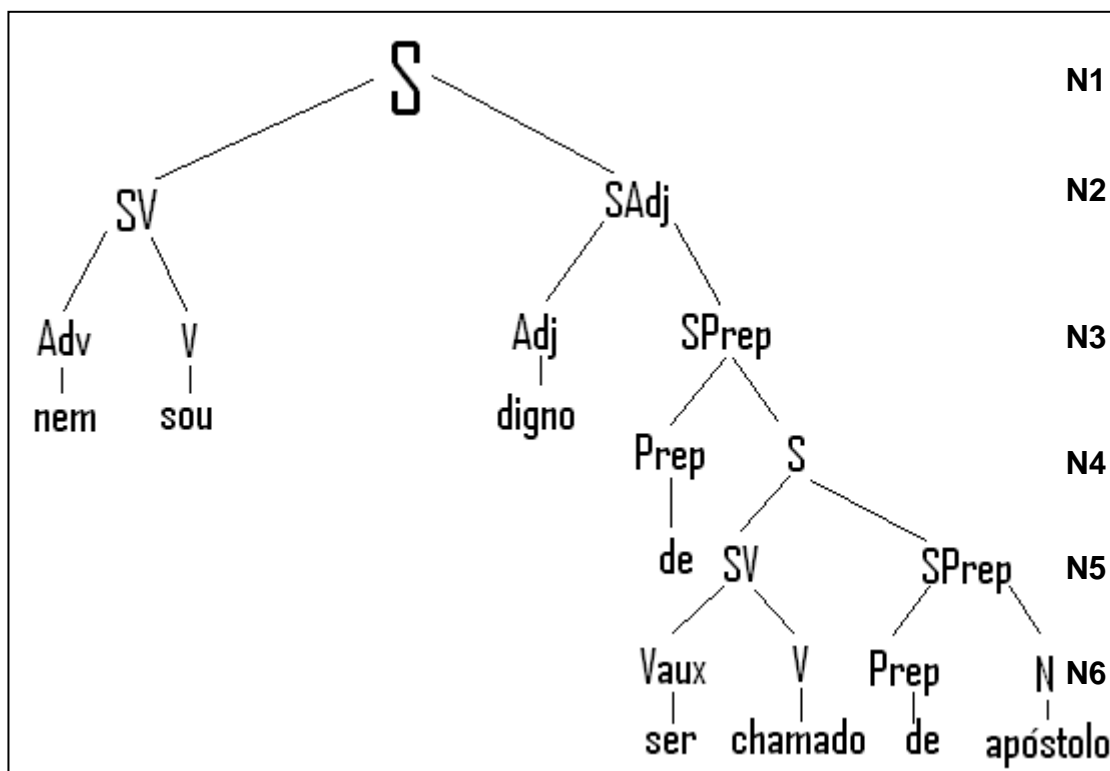 S N1
SV SAdj N2
Adv V Adj SPrep N3
nem sou digno
Prep S N4
de SV SPrep N5
Vaux V Prep N N6
ser chamado de apóstolo